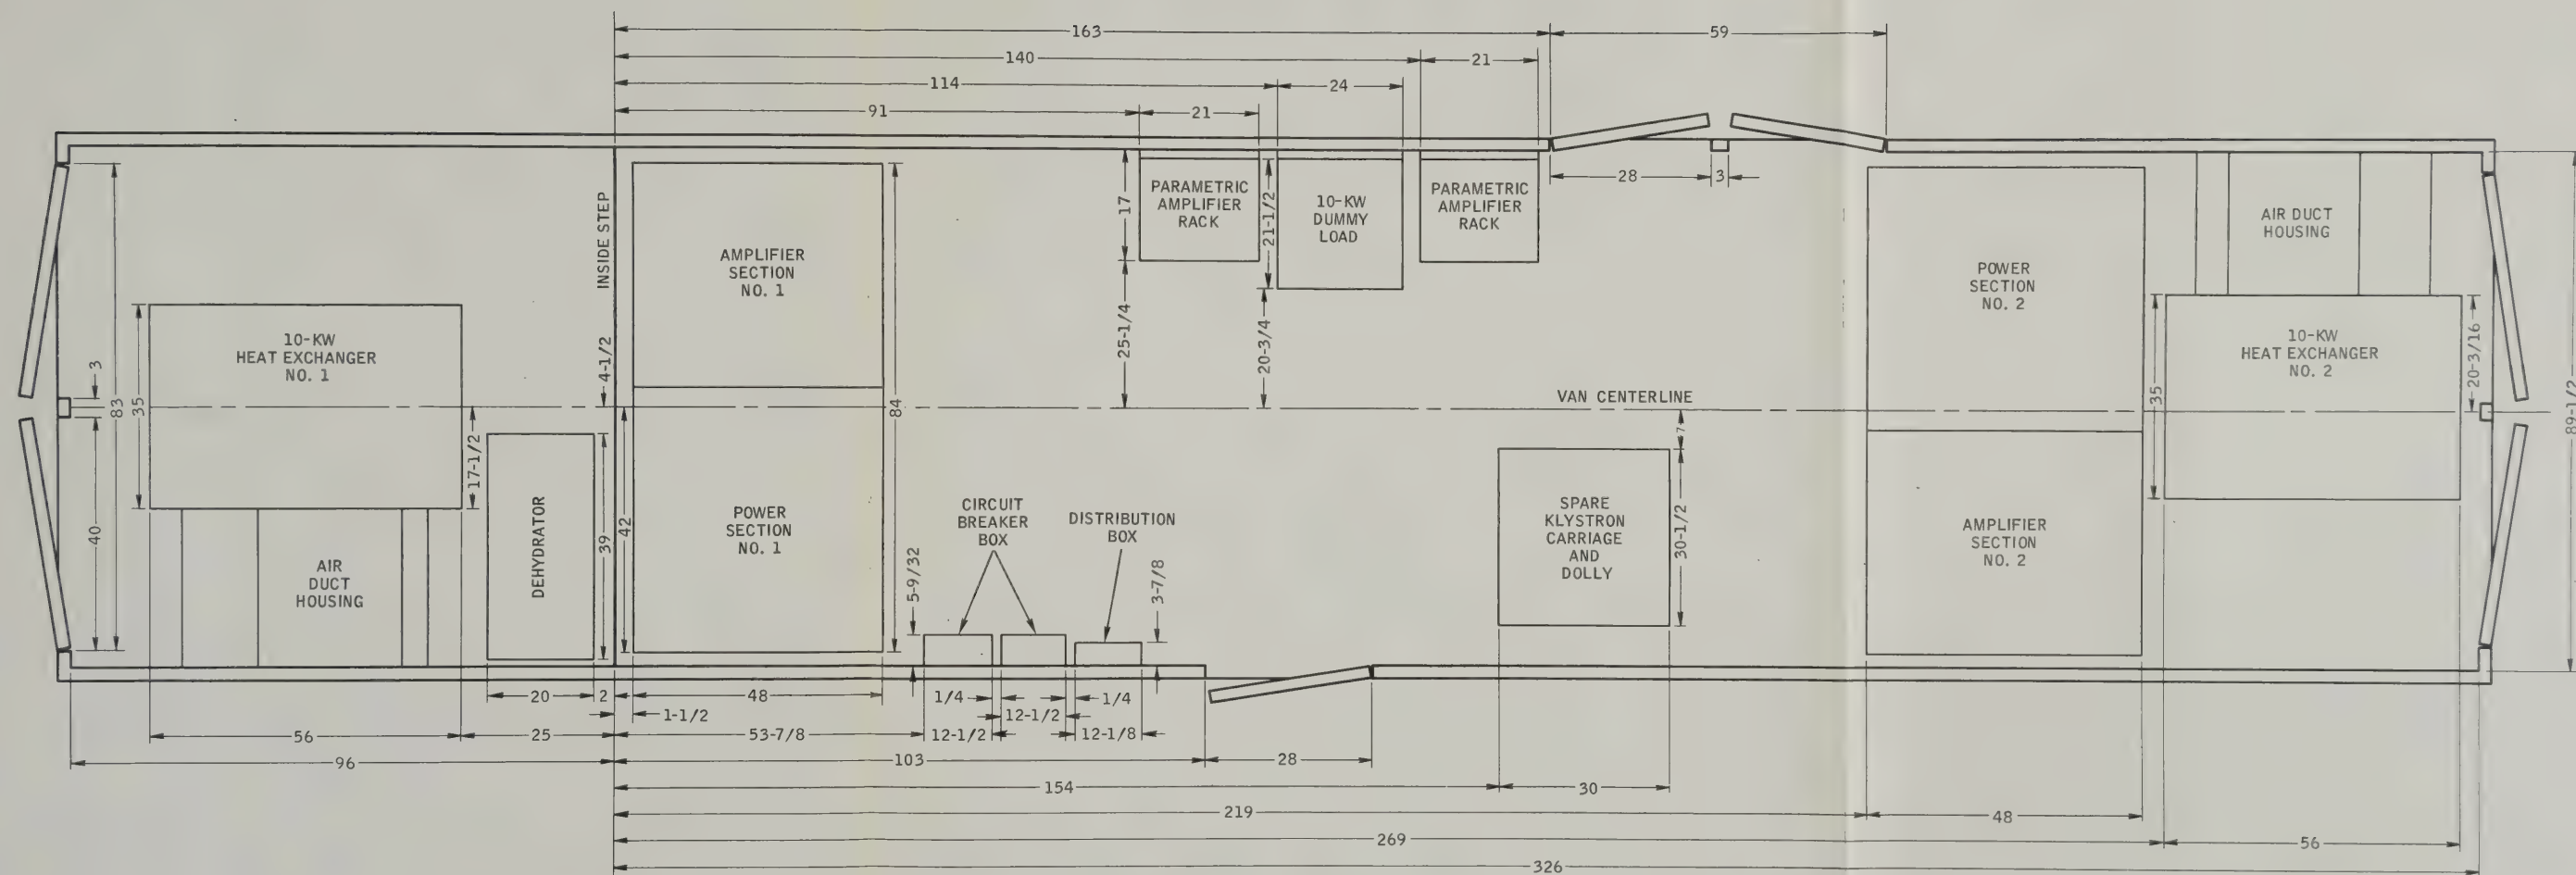 163
59
140
21
114
24
91
21
INSIDE STEP
4-1/2
AMPLIFIER
SECTION
NO. 1
84
17
25-1/4
PARAMETRIC
AMPLIFIER
RACK
21-1/2
20-3/4
10-KW
DUMMY
LOAD
PARAMETRIC
AMPLIFIER
RACK
28
3
POWER
SECTION
NO. 2
AIR DUCT
HOUSING
10-KW
HEAT EXCHANGER
NO. 1
3
83
35
40
17-1/2
VAN CENTERLINE
7
35
10-KW
HEAT EXCHANGER
NO. 2
20-3/16
89-1/2
DEHYDRATOR
39
42
AIR
DUCT
HOUSING
POWER
SECTION
NO. 1
CIRCUIT
BREAKER
BOX
DISTRIBUTION
BOX
5-9/32
3-7/8
SPARE
KLYSTRON
CARRIAGE
AND
DOLLY
30-1/2
AMPLIFIER
SECTION
NO. 2
20
2
48
1/4
1/4
1-1/2
12-1/2
56
25
53-7/8
12-1/2
12-1/8
96
103
28
154
30
219
48
269
56
326